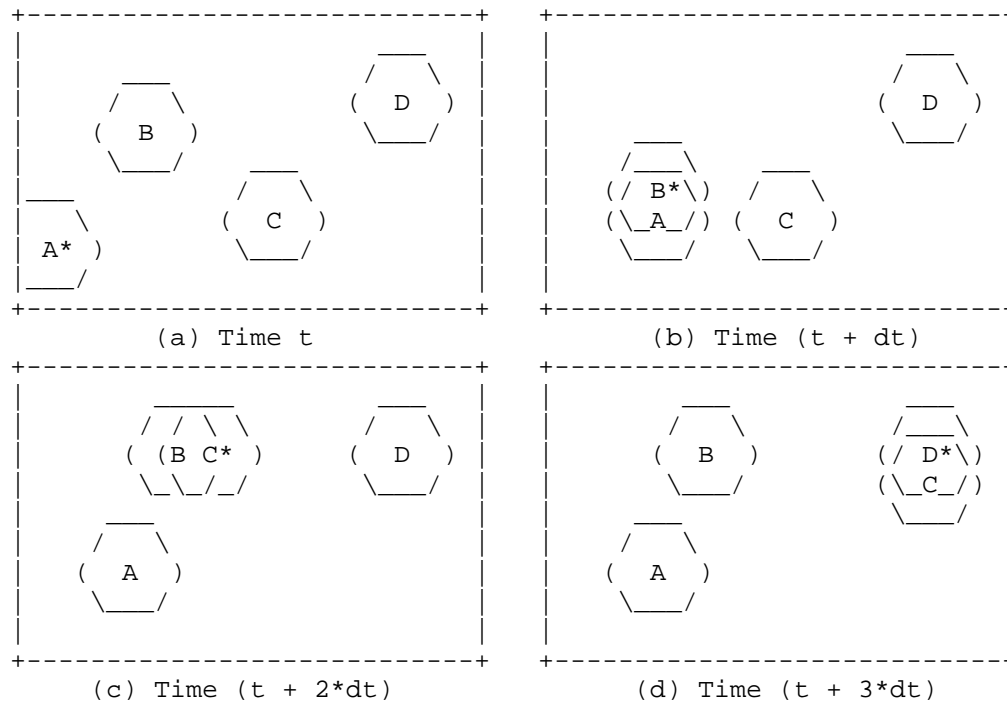 D
B
C
A*
D
B*
A
C
(a) Time t
(b) Time (t + dt)
B C*
D
A
B
D*
C
A
(c) Time (t + 2*dt)
(d) Time (t + 3*dt)